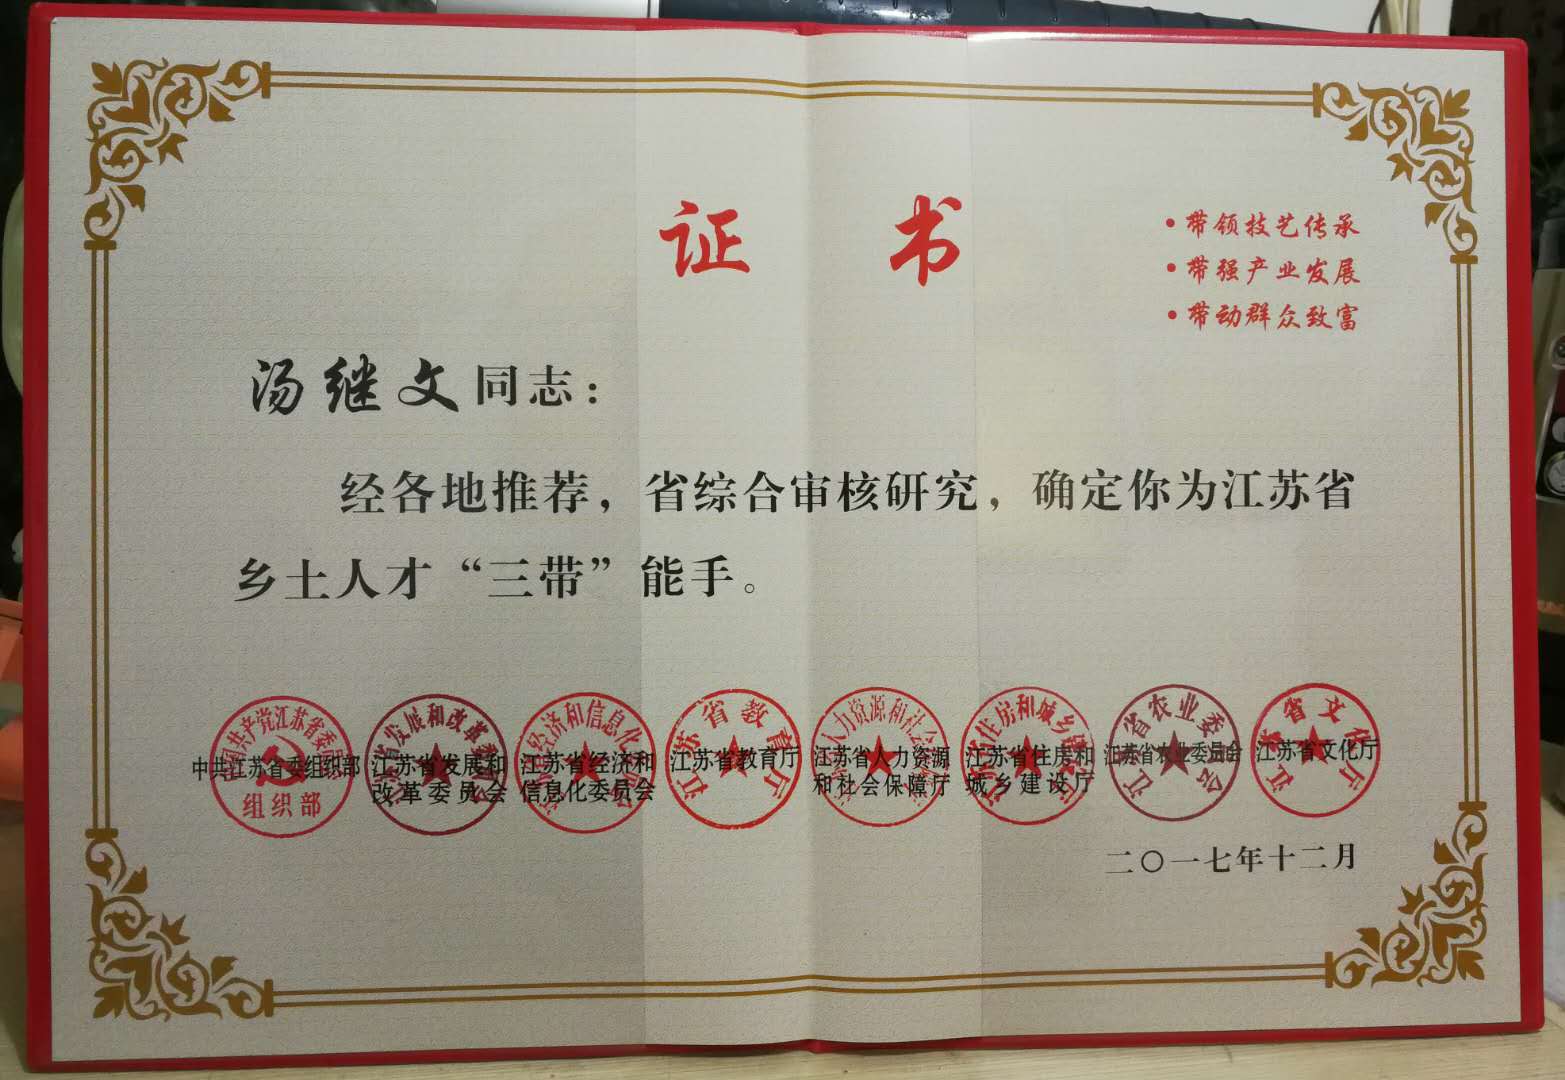 证 书
·带领技艺传承
·带强产业发展
·带动群众致富
汤继文同志：
经各地推荐，省综合审核研究，确定你为江苏省
乡土人才“三带”能手。
中共江苏省委组织部
江苏省发展和
改革委员会
江苏省经济和
信息化委员会
江苏省教育厅
江苏省人力资源
和社会保障厅
江苏省住房和
城乡建设厅
江苏省农业委员会
江苏省文化厅
组织部
二〇一七年十二月